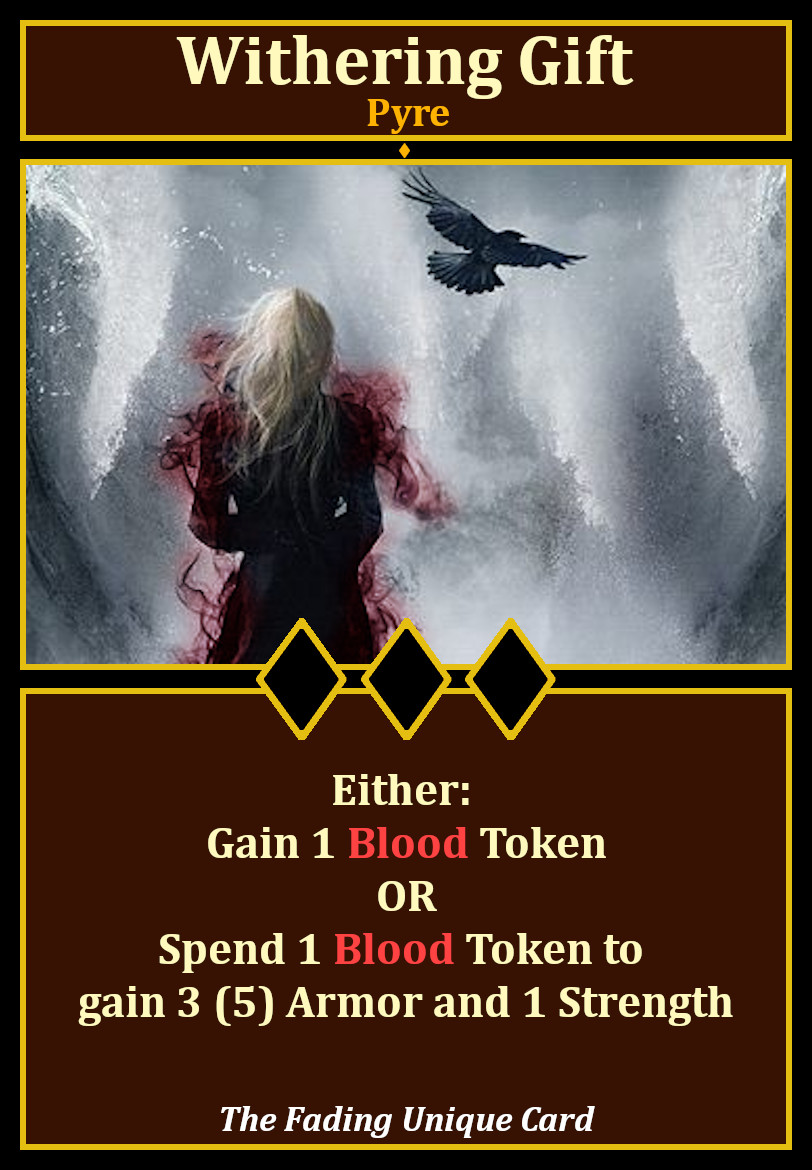 Withering Gift
Pyre
Either:
Gain 1 Blood Token
OR
Spend 1 Blood Token to
gain 3 (5) Armor and 1 Strength
The Fading Unique Card